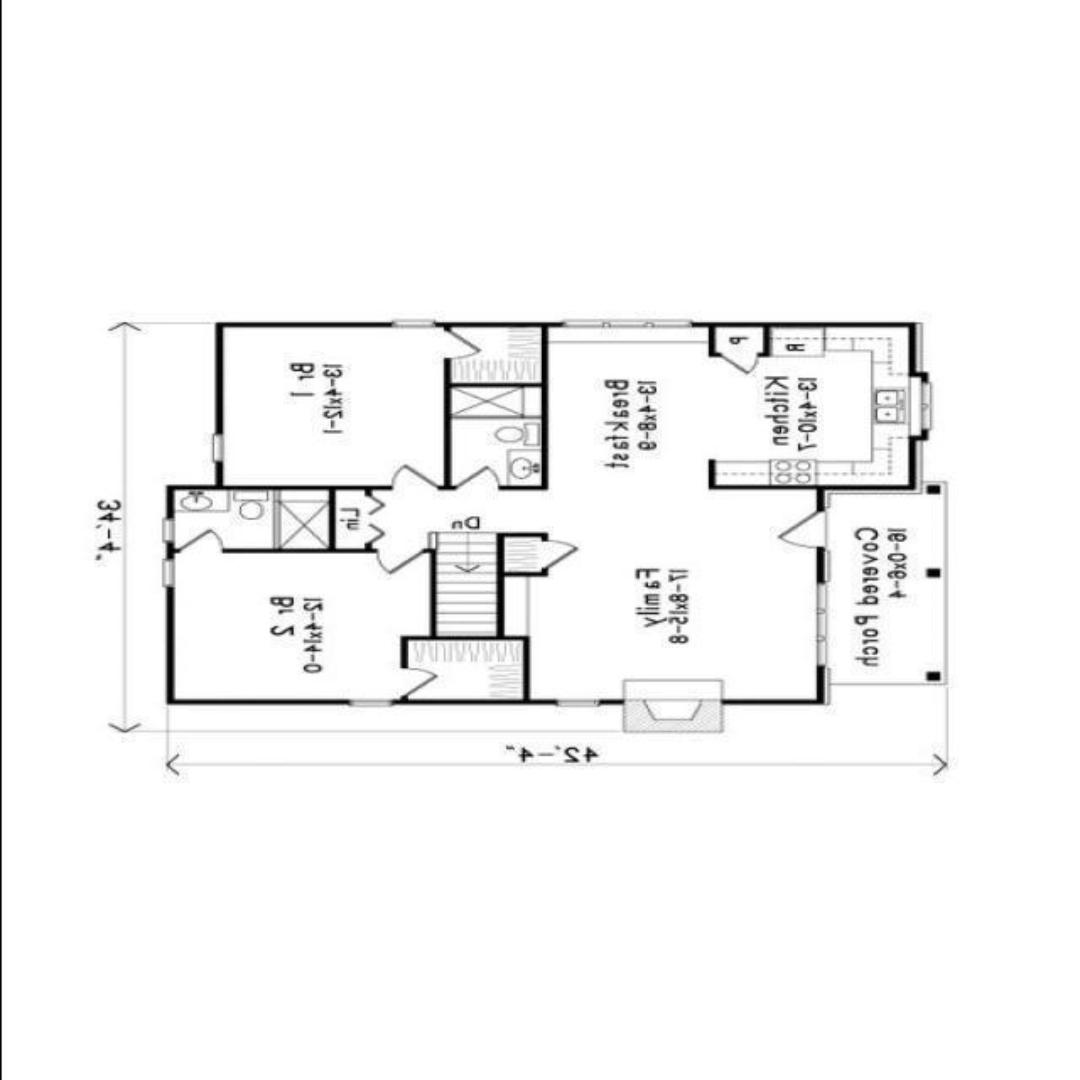 Br 1
13-4x12-1
Breakfast
13-4x8-9
P
R
Kitchen
13-4x10-7
Lin
Dn
Br 2
12-4x14-0
Family
17-8x15-8
Covered Porch
16-0x6-4
34'-4"
42'-4"